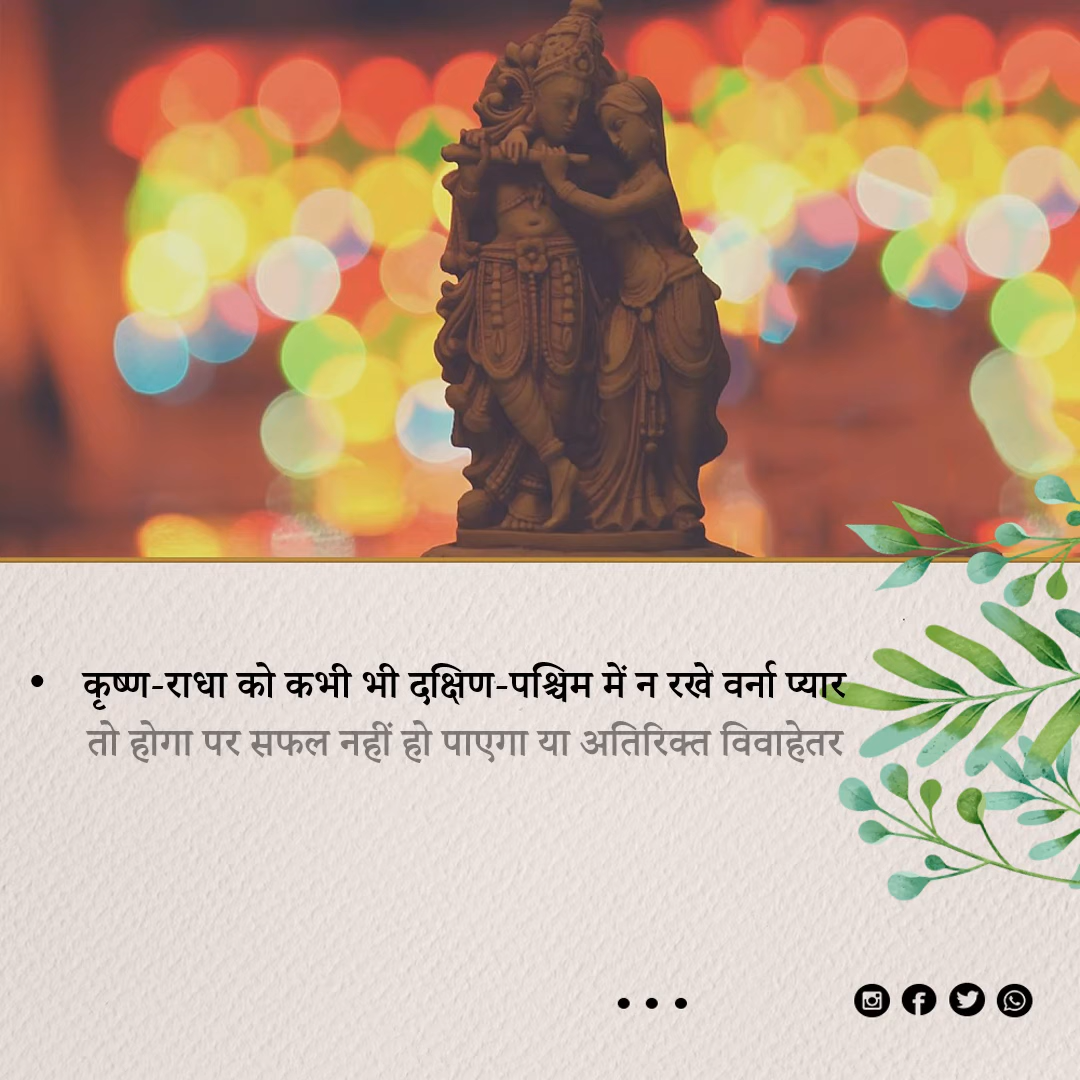 • कृष्ण-राधा को कभी भी दक्षिण-पश्चिम में न रखे वर्ना प्यार
तो होगा पर सफल नहीं हो पाएगा या अतिरिक्त विवाहेतर
• • •